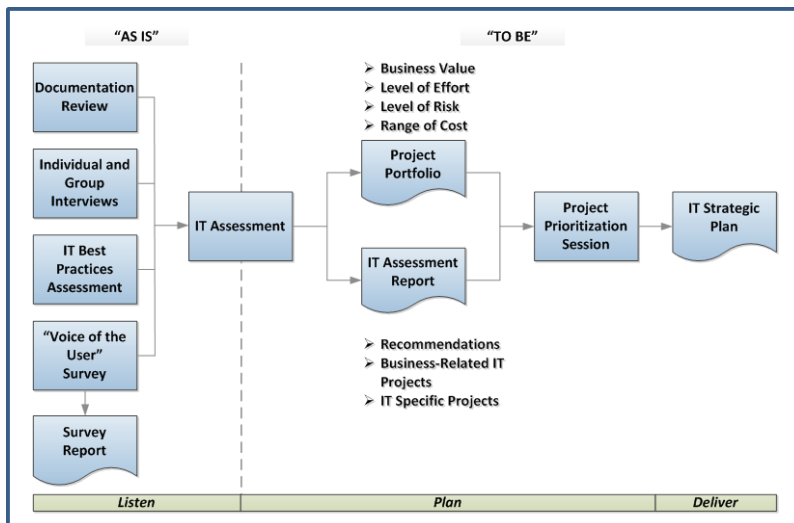 “AS IS”
“TO BE”
Documentation
Review
Individual and
Group
Interviews
IT Best
Practices
Assessment
“Voice of the
User”
Survey
Survey
Report
IT Assessment
➢ Business Value
➢ Level of Effort
➢ Level of Risk
➢ Range of Cost
Project
Portfolio
IT Assessment
Report
➢ Recommendations
➢ Business-Related IT
Projects
➢ IT Specific Projects
Project
Prioritization
Session
IT Strategic
Plan
Listen
Plan
Deliver